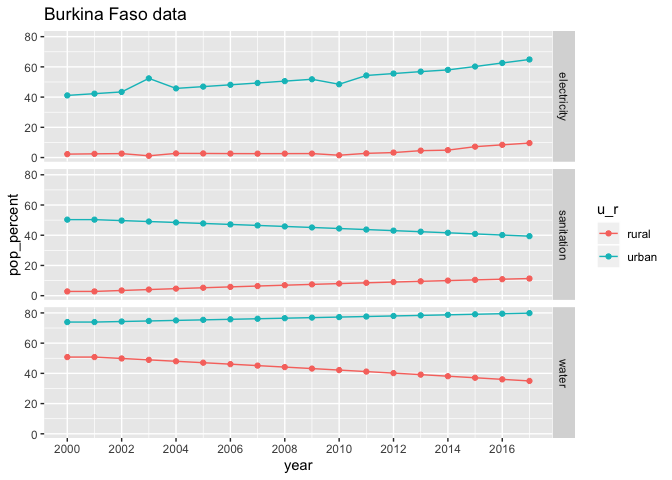 Burkina Faso data
80
60
40
20
0
electricity
80
60
40
20
0
sanitation
80
60
40
20
0
water
pop_percent
2000 2002 2004 2006 2008 2010 2012 2014 2016
year
u_r
rural
urban